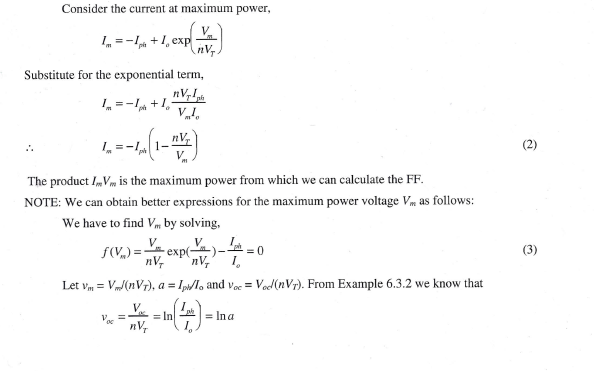 Consider the current at maximum power,
I_m = −I_ph + I_o exp(V_m / nV_T)
Substitute for the exponential term,
I_m = −I_ph + I_o nV_T I_ph / V_m I_o
∴ I_m = −I_ph (1 − nV_T / V_m) (2)
The product I_m V_m is the maximum power from which we can calculate the FF.
NOTE: We can obtain better expressions for the maximum power voltage V_m as follows:
We have to find V_m by solving,
f(V_m) = V_m / nV_T exp(V_m / nV_T) − I_ph / I_o = 0 (3)
Let v_m = V_m/(nV_T), a = I_ph/I_o and v_oc = V_oc/(nV_T). From Example 6.3.2 we know that
v_oc = V_oc / nV_T = ln(I_ph / I_o) = ln a